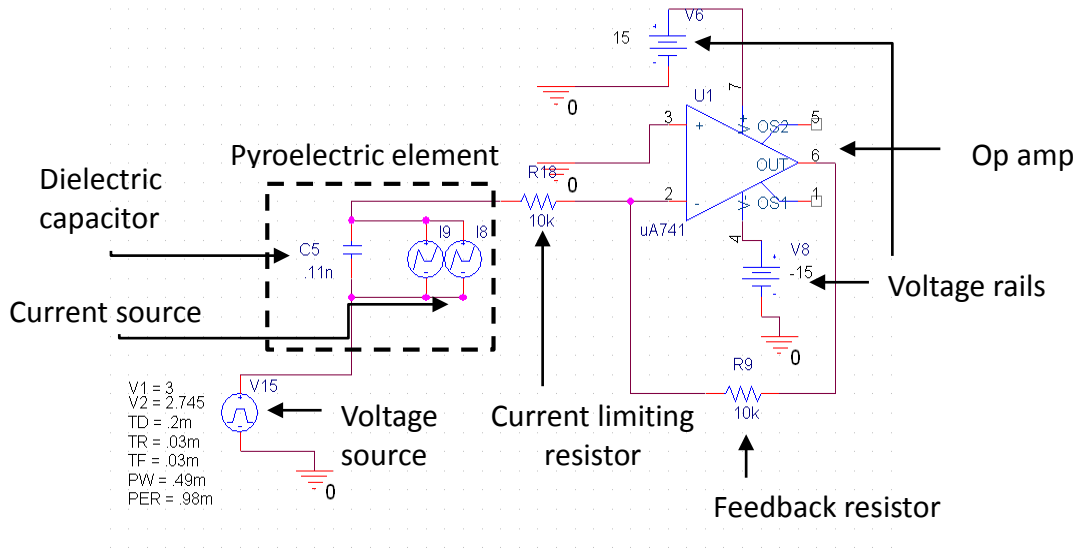 V6
15
7
0
U1
5
3
+
V+
OS2
Pyroelectric element
0
OUT
6
Op amp
Dielectric
capacitor
R18
2
-
V-
OS1
1
10k
uA741
I9
I8
C5
.11n
4
V8
-15
Voltage rails
Current source
0
R9
V1 = 3
V2 = 2.745
TD = .2m
TR = .03m
TF = .03m
PW = .49m
PER = .98m
V15
Voltage
source
Current limiting
resistor
10k
0
Feedback resistor